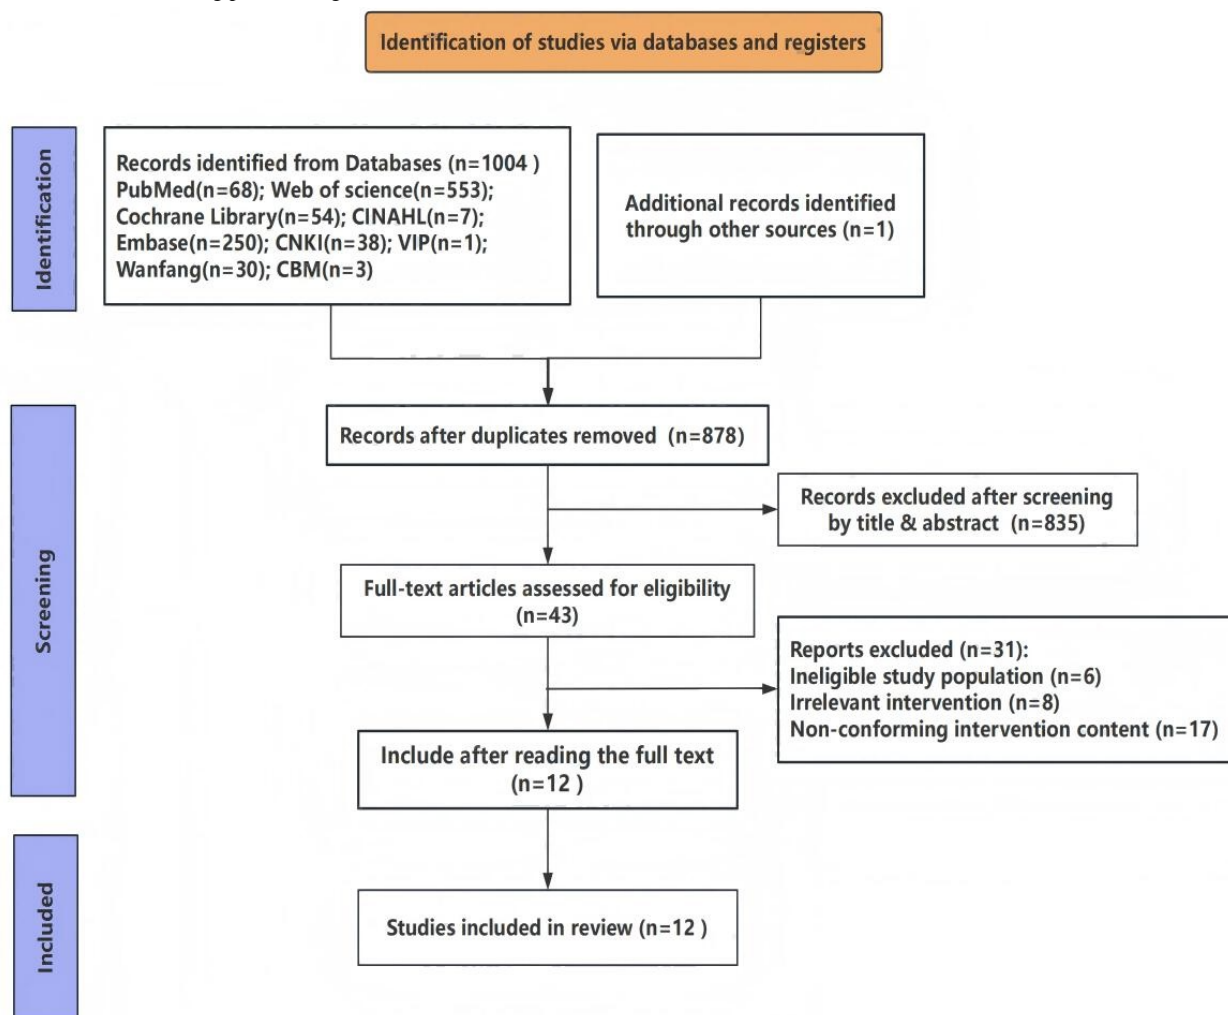 Identification of studies via databases and registers
Identification
Records identified from Databases (n=1004 )
PubMed(n=68); Web of science(n=553);
Cochrane Library(n=54); CINAHL(n=7);
Embase(n=250); CNKI(n=38); VIP(n=1);
Wanfang(n=30); CBM(n=3)
Additional records identified
through other sources (n=1)
Screening
Records after duplicates removed (n=878)
Records excluded after screening
by title & abstract (n=835)
Full-text articles assessed for eligibility
(n=43)
Reports excluded (n=31):
Ineligible study population (n=6)
Irrelevant intervention (n=8)
Non-conforming intervention content (n=17)
Include after reading the full text
(n=12 )
Included
Studies included in review (n=12 )